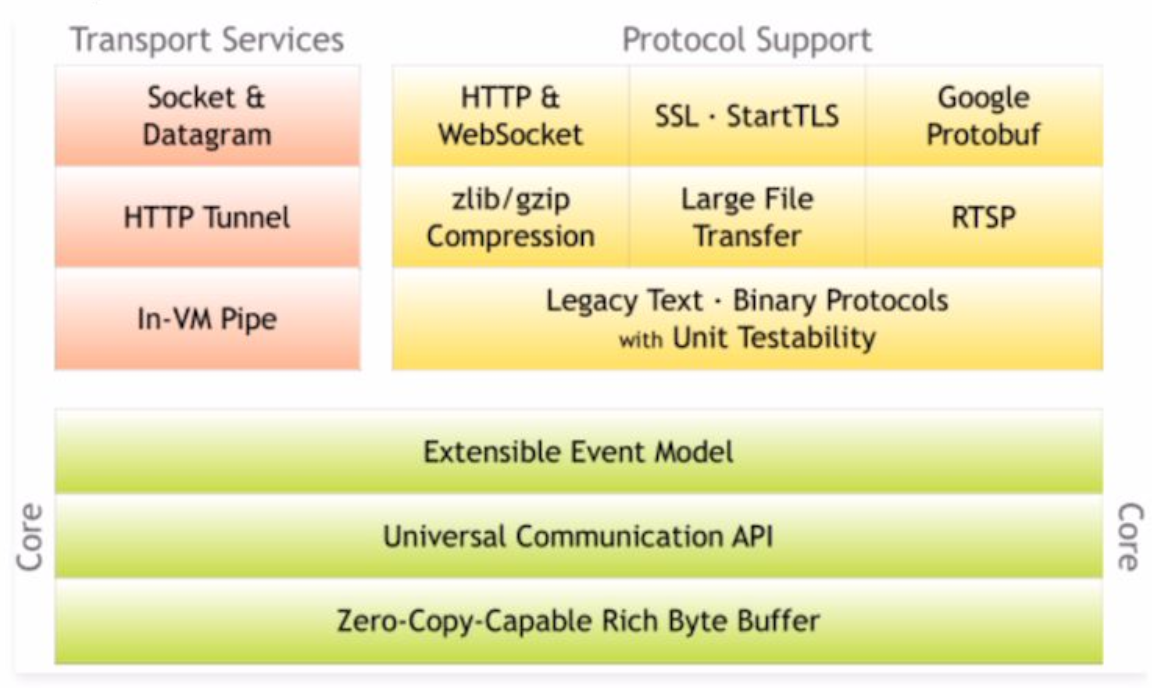 Transport Services
Socket &
Datagram
HTTP Tunnel
In-VM Pipe
Protocol Support
HTTP &
WebSocket
SSL · StartTLS
Google
Protobuf
zlib/gzip
Compression
Large File
Transfer
RTSP
Legacy Text · Binary Protocols
with Unit Testability
Core
Extensible Event Model
Universal Communication API
Zero-Copy-Capable Rich Byte Buffer
Core